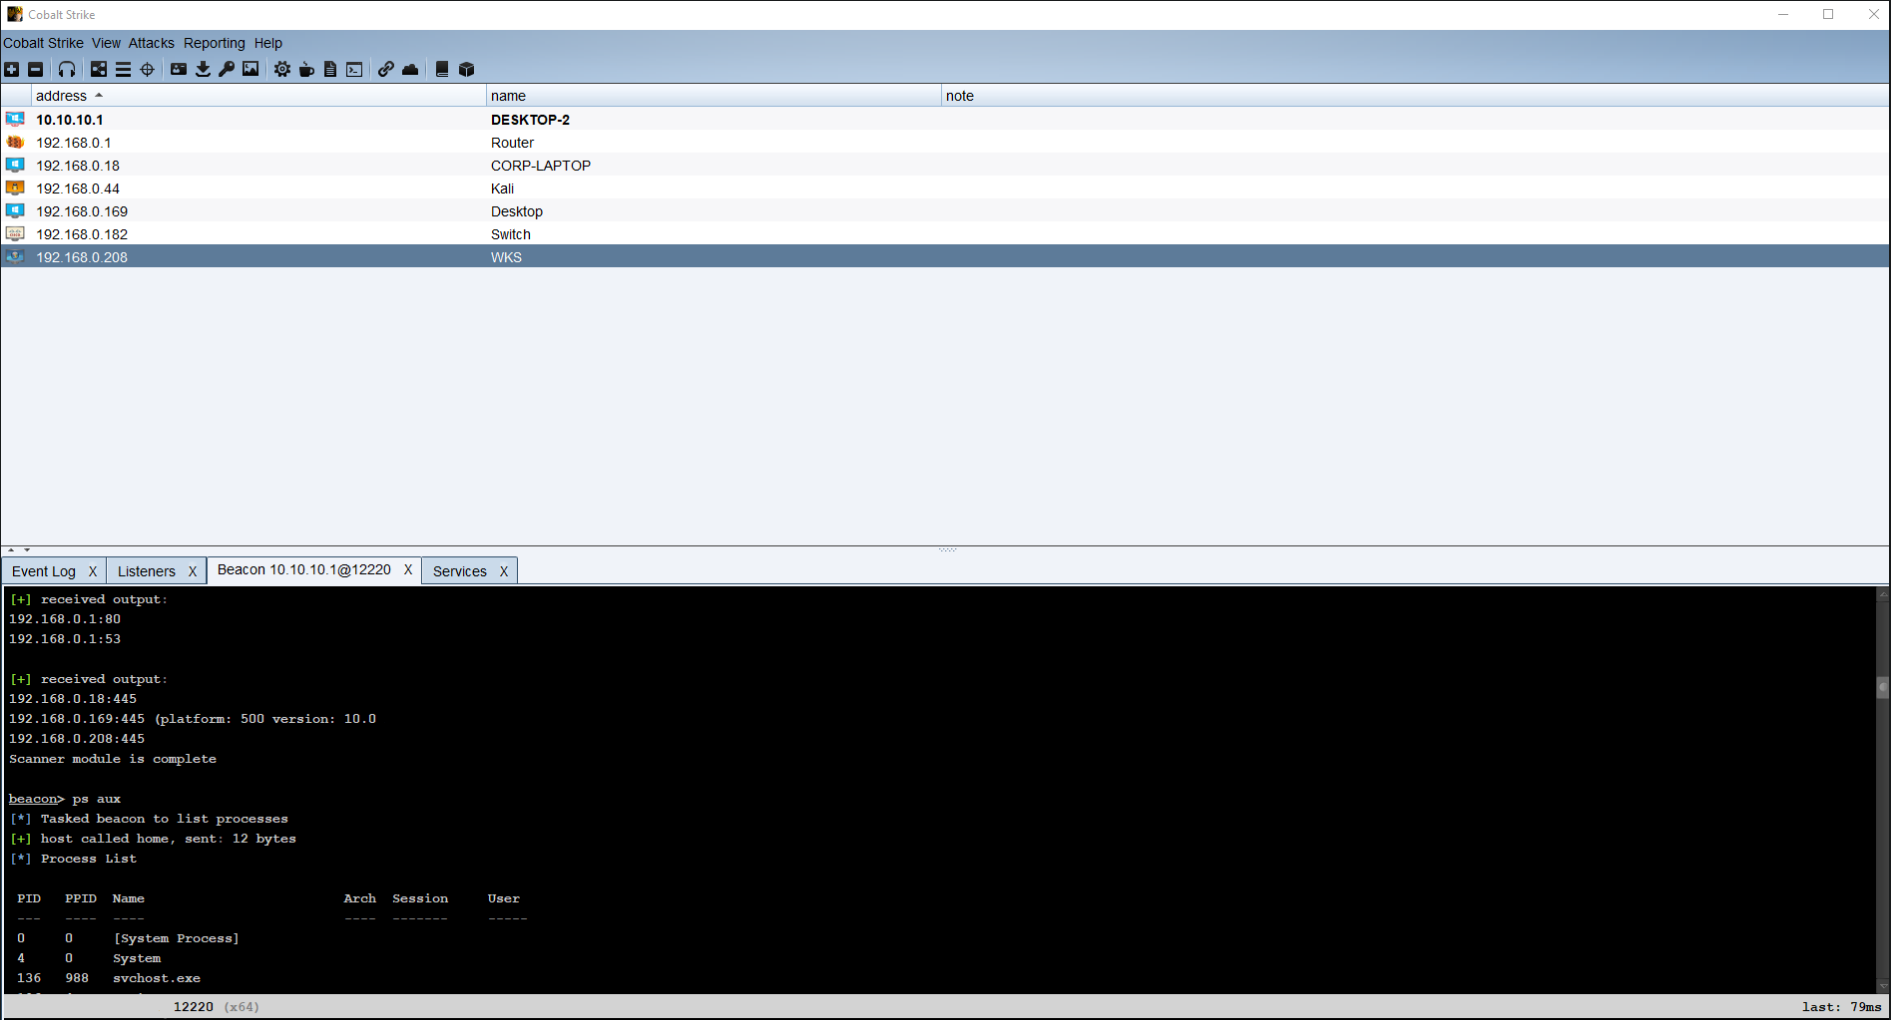 Cobalt Strike
Cobalt Strike View Attacks Reporting Help
address name note
10.10.10.1 DESKTOP-2
192.168.0.1 Router
192.168.0.18 CORP-LAPTOP
192.168.0.44 Kali
192.168.0.169 Desktop
192.168.0.182 Switch
192.168.0.208 WKS
Event Log X Listeners X Beacon 10.10.10.1@12220 X Services X
[+] received output:
192.168.0.1:80
192.168.0.1:53
[+] received output:
192.168.0.18:445
192.168.0.169:445 (platform: 500 version: 10.0
192.168.0.208:445
Scanner module is complete
beacon> ps aux
[*] Tasked beacon to list processes
[+] host called home, sent: 12 bytes
[*] Process List
PID PPID Name Arch Session User
--- ---- ---- ---- ------- -----
0 0 [System Process]
4 0 System
136 988 svchost.exe
12220 (x64) last: 79ms